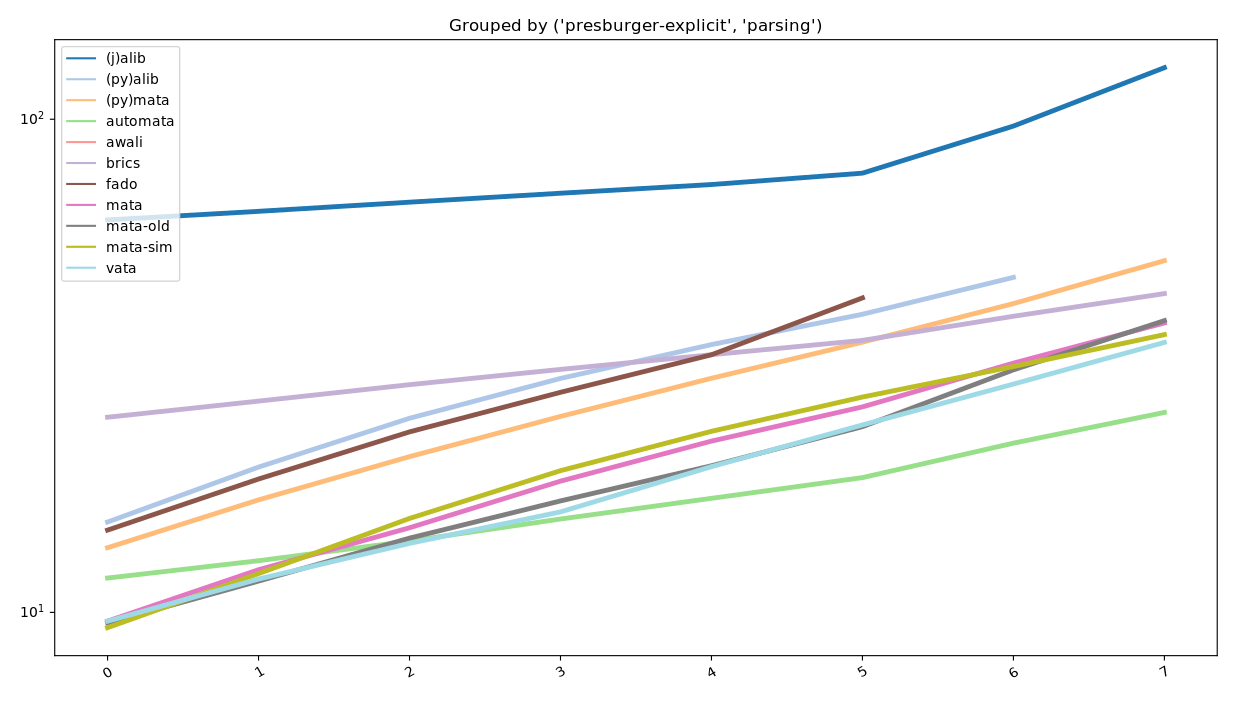 Grouped by ('presburger-explicit', 'parsing')
(j)alib
(py)alib
(py)mata
automata
awali
brics
fado
mata
mata-old
mata-sim
vata
10²
10¹
0 1 2 3 4 5 6 7